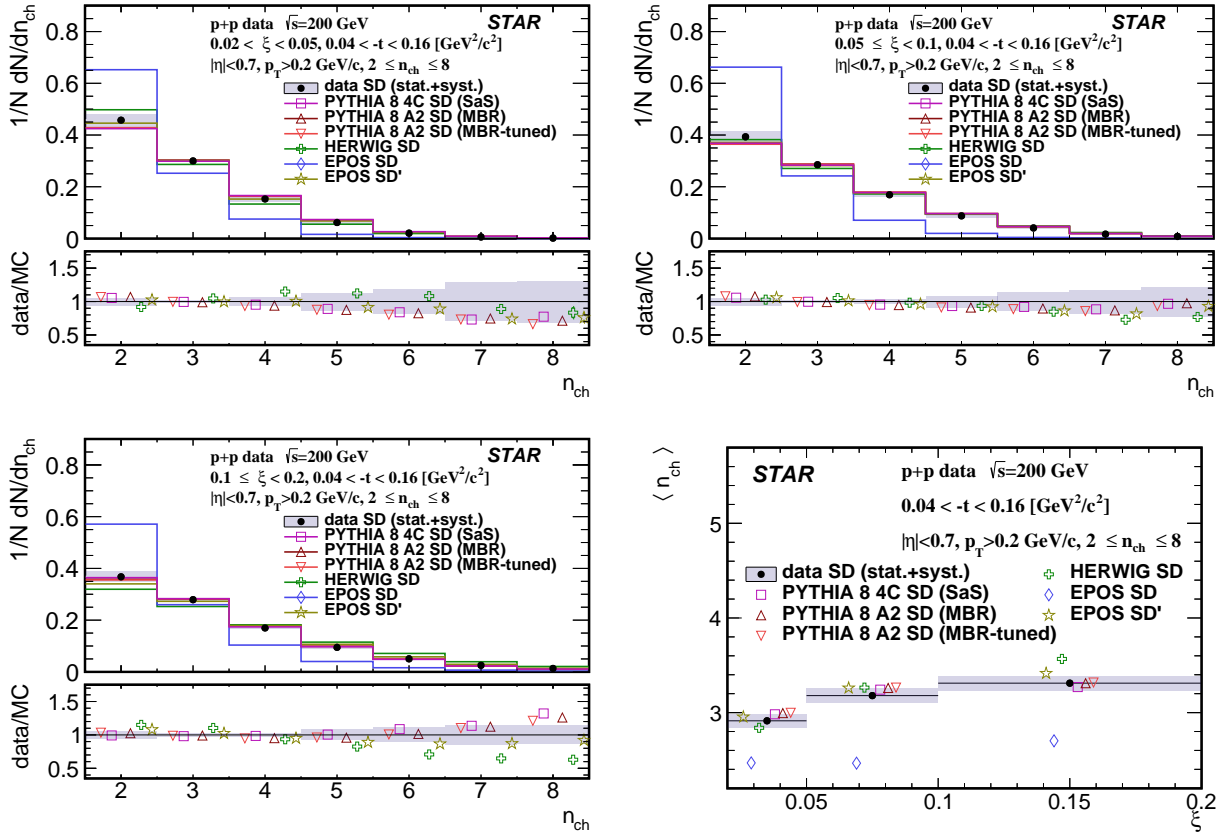 p+p data √s=200 GeV STAR
0.02 < ξ < 0.05, 0.04 < -t < 0.16 [GeV²/c²]
|η|<0.7, p_T>0.2 GeV/c, 2 ≤ n_ch ≤ 8
data SD (stat.+syst.)
PYTHIA 8 4C SD (SaS)
PYTHIA 8 A2 SD (MBR)
PYTHIA 8 A2 SD (MBR-tuned)
HERWIG SD
EPOS SD
EPOS SD'
1/N dN/dn_ch
0.8
0.6
0.4
0.2
0
data/MC
1.5
1
0.5
2 3 4 5 6 7 8
n_ch
p+p data √s=200 GeV STAR
0.05 ≤ ξ < 0.1, 0.04 < -t < 0.16 [GeV²/c²]
|η|<0.7, p_T>0.2 GeV/c, 2 ≤ n_ch ≤ 8
data SD (stat.+syst.)
PYTHIA 8 4C SD (SaS)
PYTHIA 8 A2 SD (MBR)
PYTHIA 8 A2 SD (MBR-tuned)
HERWIG SD
EPOS SD
EPOS SD'
1/N dN/dn_ch
0.8
0.6
0.4
0.2
0
data/MC
1.5
1
0.5
2 3 4 5 6 7 8
n_ch
p+p data √s=200 GeV STAR
0.1 ≤ ξ < 0.2, 0.04 < -t < 0.16 [GeV²/c²]
|η|<0.7, p_T>0.2 GeV/c, 2 ≤ n_ch ≤ 8
data SD (stat.+syst.)
PYTHIA 8 4C SD (SaS)
PYTHIA 8 A2 SD (MBR)
PYTHIA 8 A2 SD (MBR-tuned)
HERWIG SD
EPOS SD
EPOS SD'
1/N dN/dn_ch
0.8
0.6
0.4
0.2
0
data/MC
1.5
1
0.5
2 3 4 5 6 7 8
n_ch
STAR p+p data √s=200 GeV
0.04 < -t < 0.16 [GeV²/c²]
|η|<0.7, p_T>0.2 GeV/c, 2 ≤ n_ch ≤ 8
data SD (stat.+syst.)
PYTHIA 8 4C SD (SaS)
PYTHIA 8 A2 SD (MBR)
PYTHIA 8 A2 SD (MBR-tuned)
HERWIG SD
EPOS SD
EPOS SD'
⟨ n_ch ⟩
5
4
3
0.05 0.1 0.15 0.2
ξ